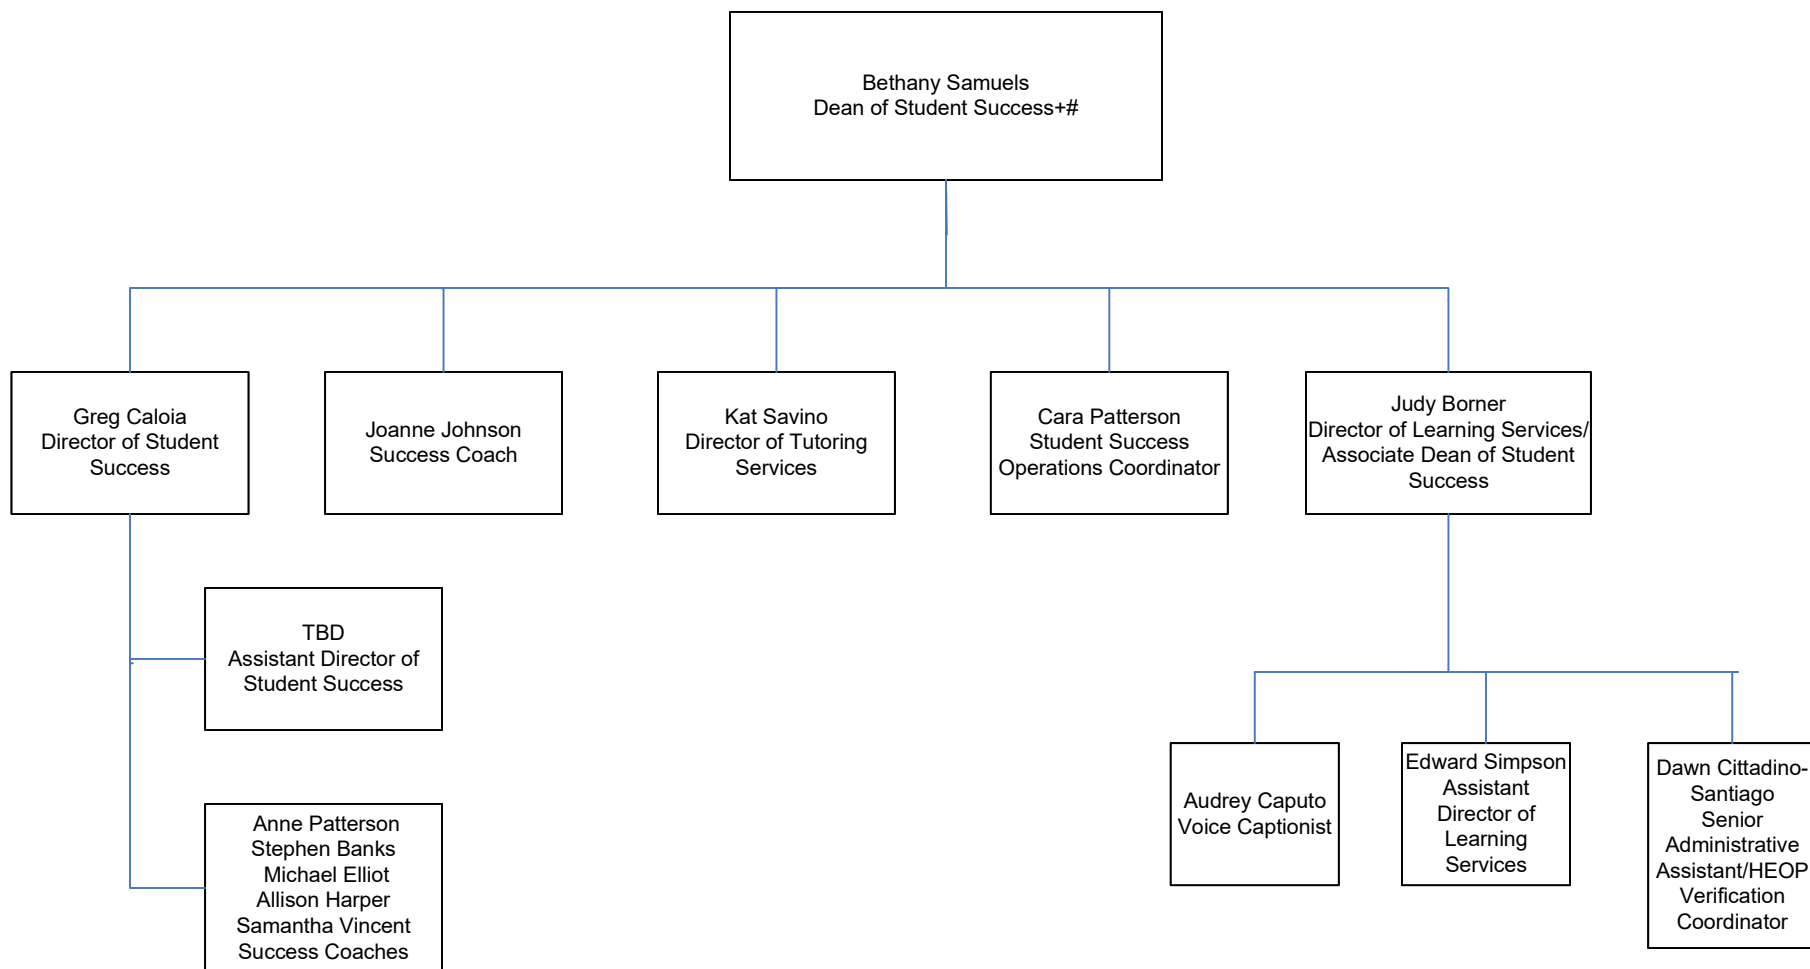 Bethany Samuels
Dean of Student Success+#
Greg Caloia
Director of Student
Success
Joanne Johnson
Success Coach
Kat Savino
Director of Tutoring
Services
Cara Patterson
Student Success
Operations Coordinator
Judy Borner
Director of Learning Services/
Associate Dean of Student
Success
TBD
Assistant Director of
Student Success
Anne Patterson
Stephen Banks
Michael Elliot
Allison Harper
Samantha Vincent
Success Coaches
Audrey Caputo
Voice Captionist
Edward Simpson
Assistant
Director of
Learning
Services
Dawn Cittadino-
Santiago
Senior
Administrative
Assistant/HEOP
Verification
Coordinator